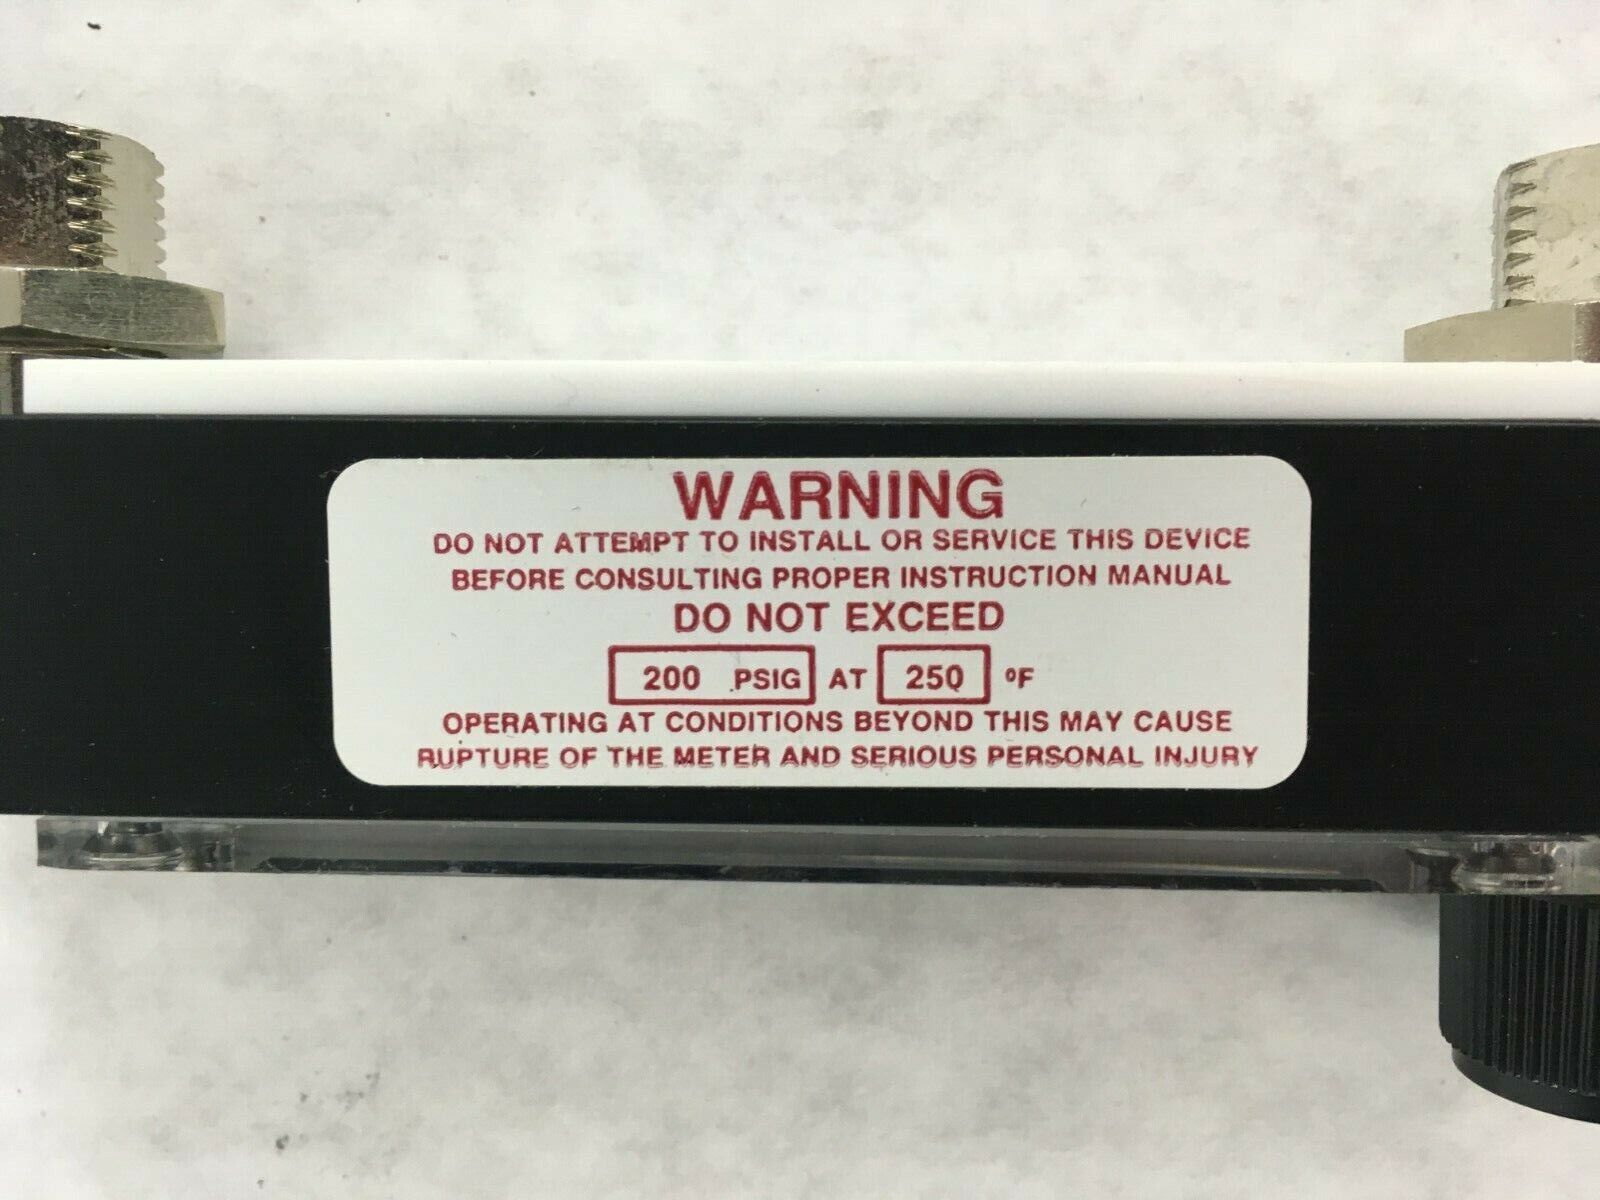 WARNING
DO NOT ATTEMPT TO INSTALL OR SERVICE THIS DEVICE
BEFORE CONSULTING PROPER INSTRUCTION MANUAL
DO NOT EXCEED
200 PSIG AT 250 ºF
OPERATING AT CONDITIONS BEYOND THIS MAY CAUSE
RUPTURE OF THE METER AND SERIOUS PERSONAL INJURY